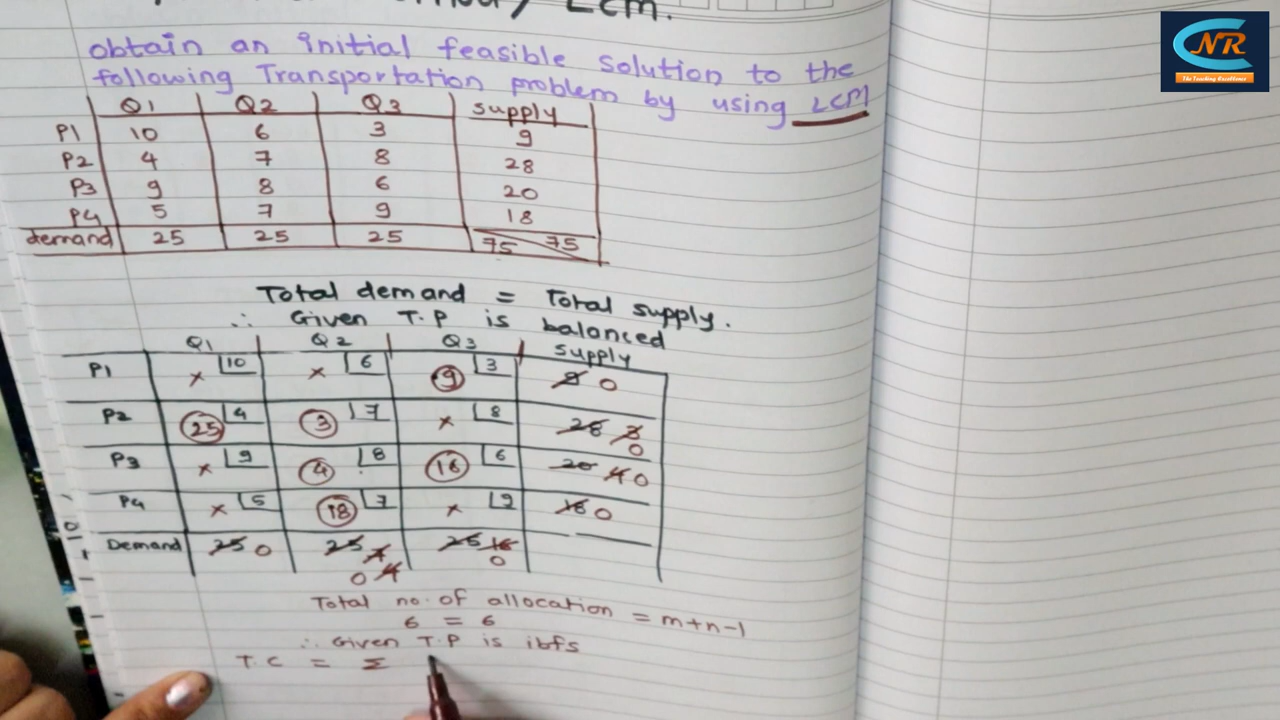 LCM.
obtain an initial feasible solution to the
following Transportation problem by using LCM
Q1 Q2 Q3 supply
P1 10 6 3 9
P2 4 7 8 28
P3 9 8 6 20
P4 5 7 9 18
demand 25 25 25 75 75
Total demand = Total supply.
∴ Given T.P is balanced
Q1 Q2 Q3 supply
P1 × 10 × 6 9 3 9 0
P2 25 4 3 7 × 8 28 3 0
P3 × 9 4 8 16 6 20 4 0
P4 × 5 18 7 × 9 18 0
Demand 25 0 25 7 4 0 25 16 0
Total no. of allocation = m+n-1
6 = 6
∴ Given T.P is ibfs
T.C = Σ
NR
The Teaching Excellence